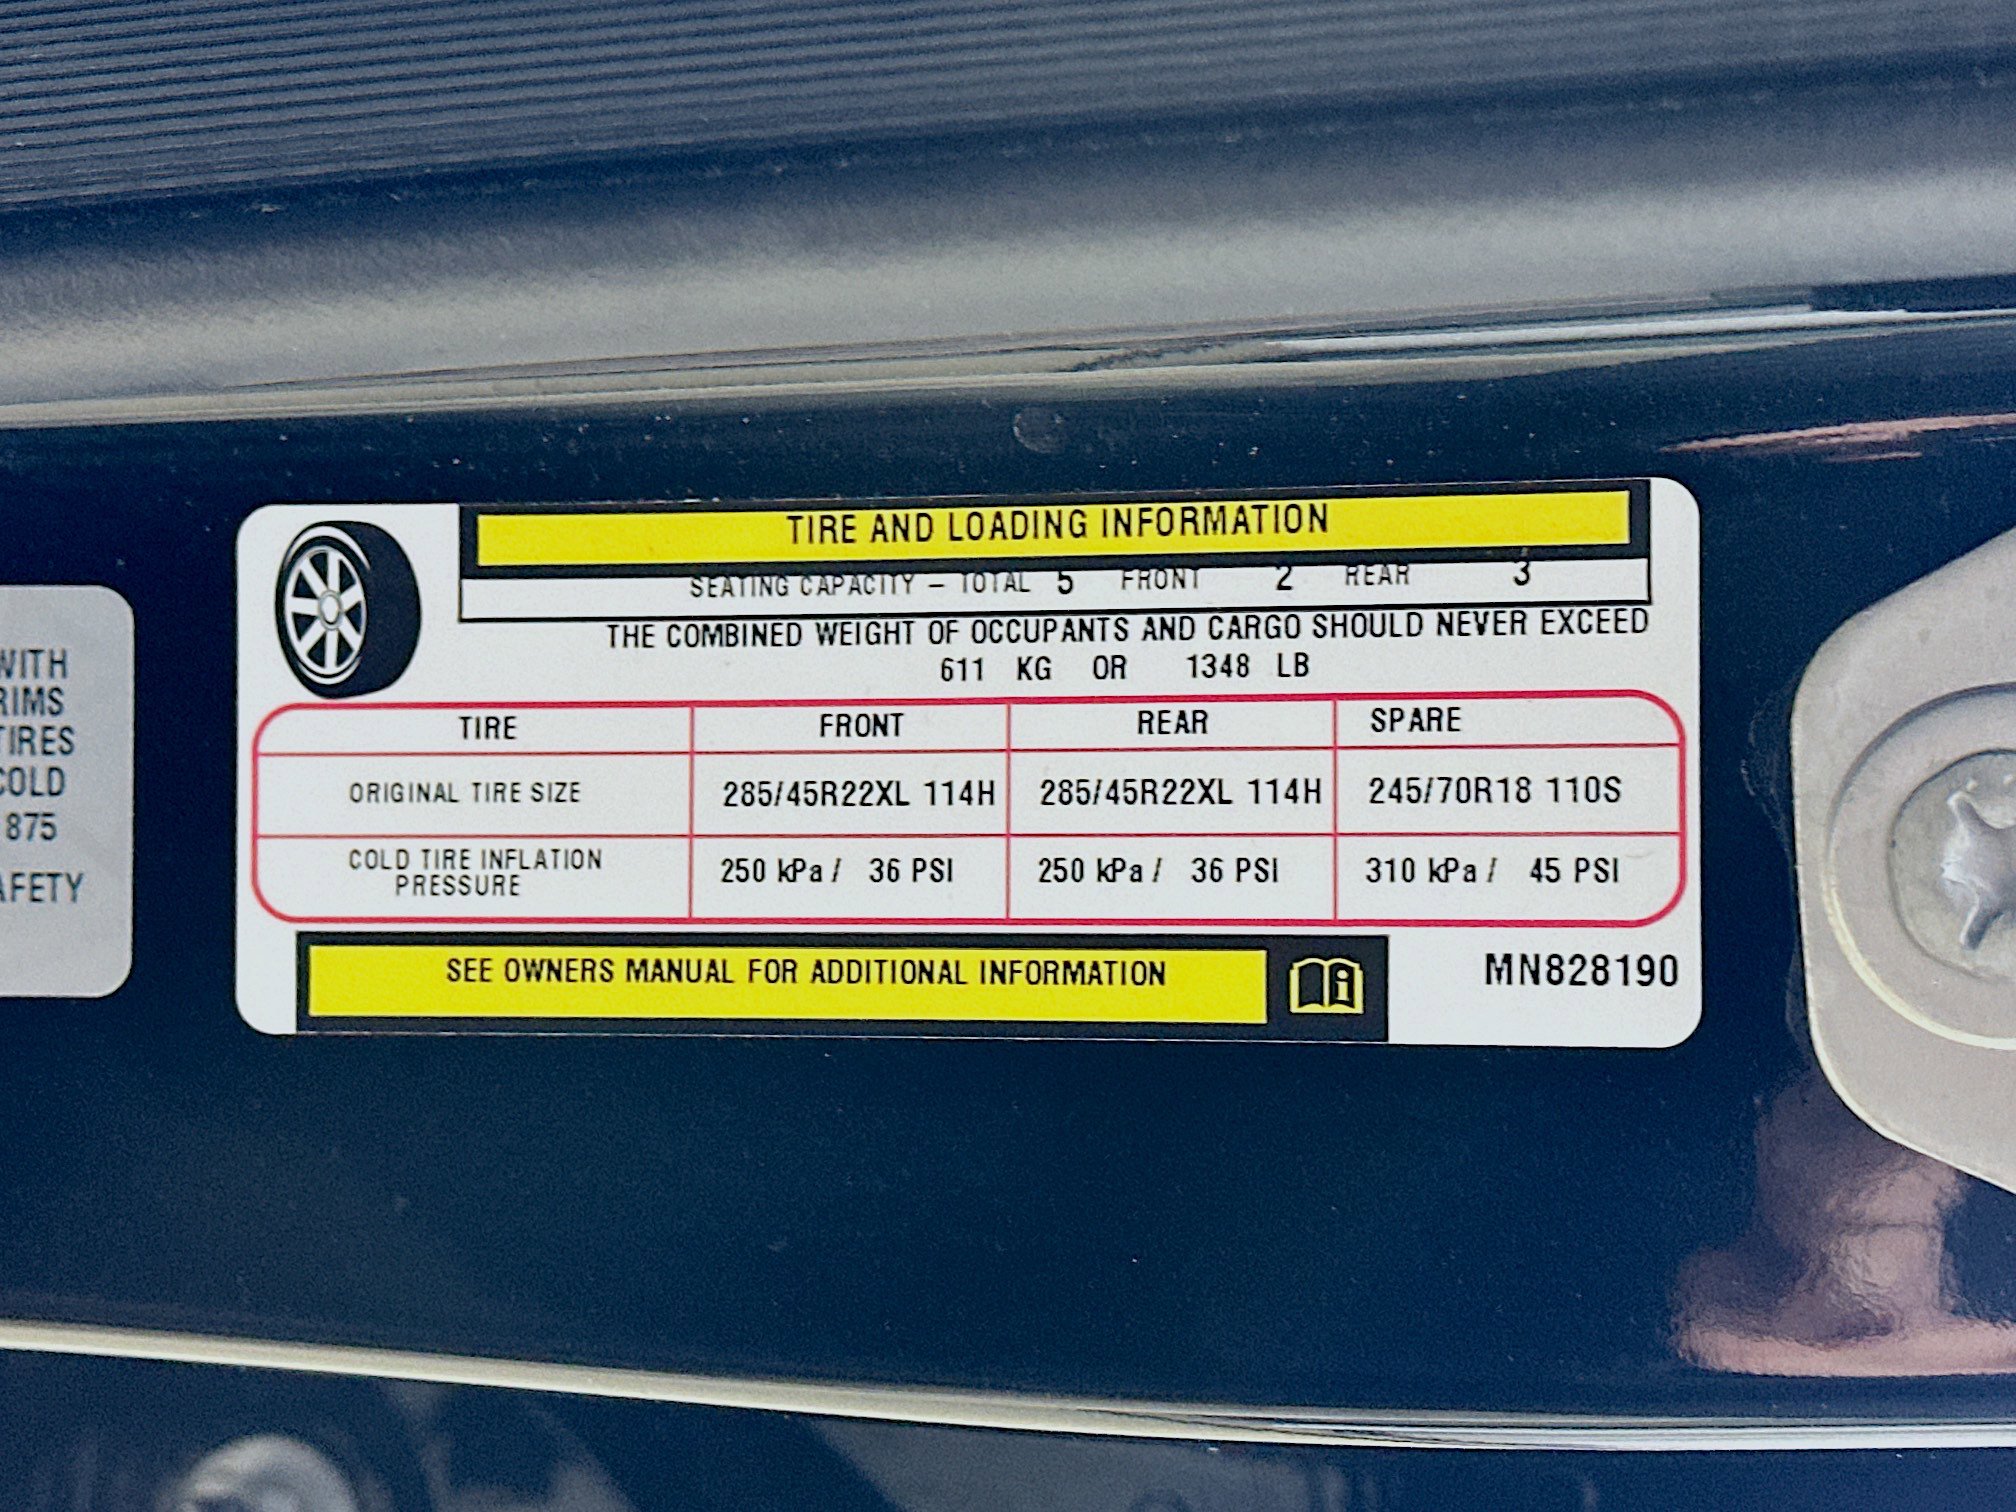 WITH
RIMS
TIRES
COLD
875
TIRE AND LOADING INFORMATION
SEATING CAPACITY – TOTAL 5 FRONT 2 REAR 3
THE COMBINED WEIGHT OF OCCUPANTS AND CARGO SHOULD NEVER EXCEED
611 KG OR 1348 LB
TIRE FRONT REAR SPARE
ORIGINAL TIRE SIZE 285/45R22XL 114H 285/45R22XL 114H 245/70R18 110S
COLD TIRE INFLATION
PRESSURE 250 kPa / 36 PSI 250 kPa / 36 PSI 310 kPa / 45 PSI
SEE OWNERS MANUAL FOR ADDITIONAL INFORMATION
MN828190